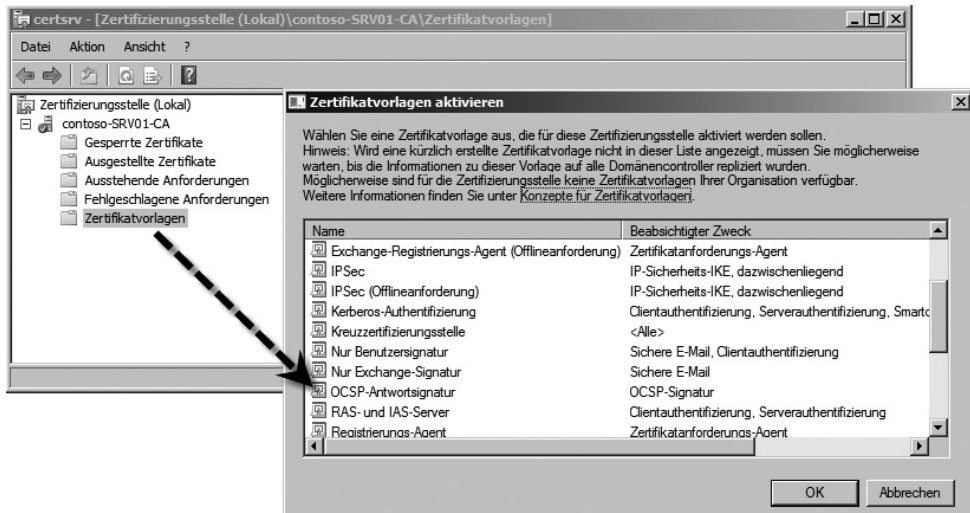 certsrv - [Zertifizierungsstelle (Lokal)\contoso-SRV01-CA\Zertifikatvorlagen]
Datei Aktion Ansicht ?
Zertifizierungsstelle (Lokal)
contoso-SRV01-CA
Gesperrte Zertifikate
Ausgestellte Zertifikate
Ausstehende Anforderungen
Fehlgeschlagene Anforderungen
Zertifikatvorlagen
Zertifikatvorlagen aktivieren
Wählen Sie eine Zertifikatvorlage aus, die für diese Zertifizierungsstelle aktiviert werden sollen.
Hinweis: Wird eine kürzlich erstellte Zertifikatvorlage nicht in dieser Liste angezeigt, müssen Sie möglicherweise
warten, bis die Informationen zu dieser Vorlage auf alle Domänencontroller repliziert wurden.
Möglicherweise sind für die Zertifizierungsstelle keine Zertifikatvorlagen Ihrer Organisation verfügbar.
Weitere Informationen finden Sie unter Konzepte für Zertifikatvorlagen.
Name Beabsichtigter Zweck
Exchange-Registrierungs-Agent (Offlineanforderung) Zertifikatanforderungs-Agent
IPSec IP-Sicherheits-IKE, dazwischenliegend
IPSec (Offlineanforderung) IP-Sicherheits-IKE, dazwischenliegend
Kerberos-Authentifizierung Clientauthentifizierung, Serverauthentifizierung, Smartc
Kreuzzertifizierungsstelle <Alle>
Nur Benutzersignatur Sichere E-Mail, Clientauthentifizierung
Nur Exchange-Signatur Sichere E-Mail
OCSP-Antwortsignatur OCSP-Signatur
RAS- und IAS-Server Clientauthentifizierung, Serverauthentifizierung
Registrierungs-Agent Zertifikatanforderungs-Agent
OK Abbrechen